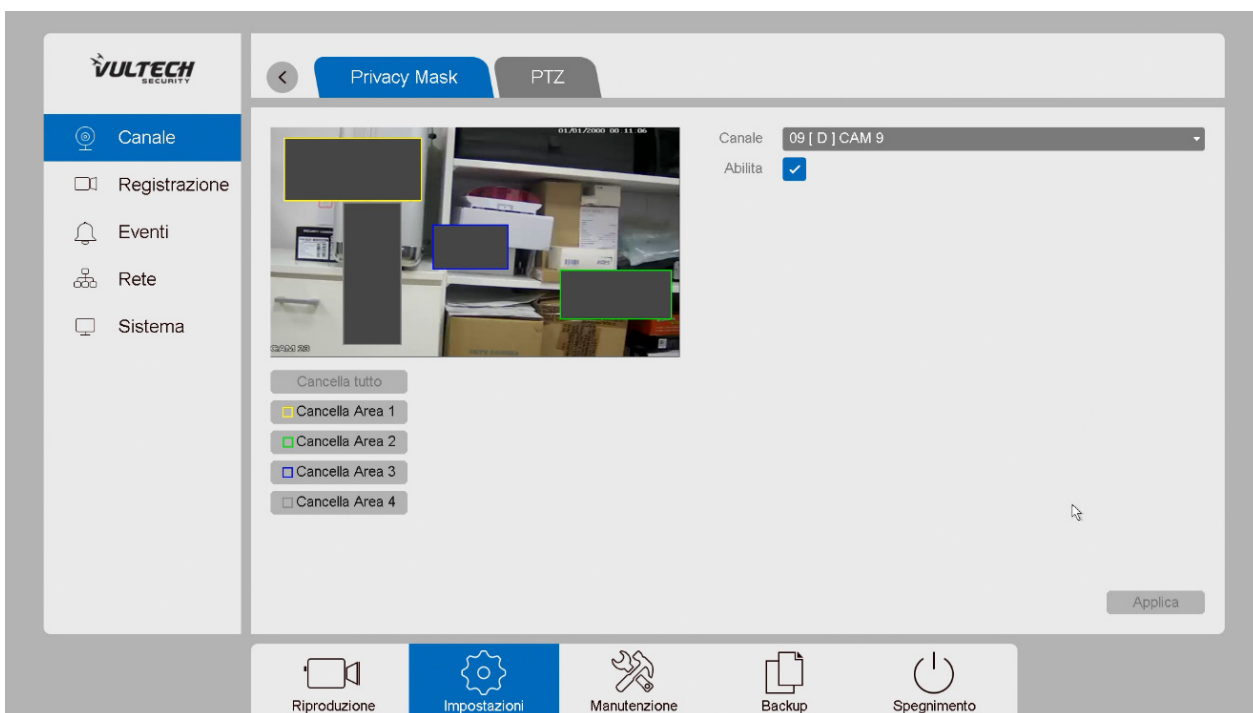 VULTECH
SECURITY
Privacy Mask
PTZ
Canale
Registrazione
Eventi
Rete
Sistema
01/01/2000 00:11:06
Canale
09 [ D ] CAM 9
Abilita
Cancella tutto
Cancella Area 1
Cancella Area 2
Cancella Area 3
Cancella Area 4
Applica
Riproduzione
Impostazioni
Manutenzione
Backup
Spegnimento